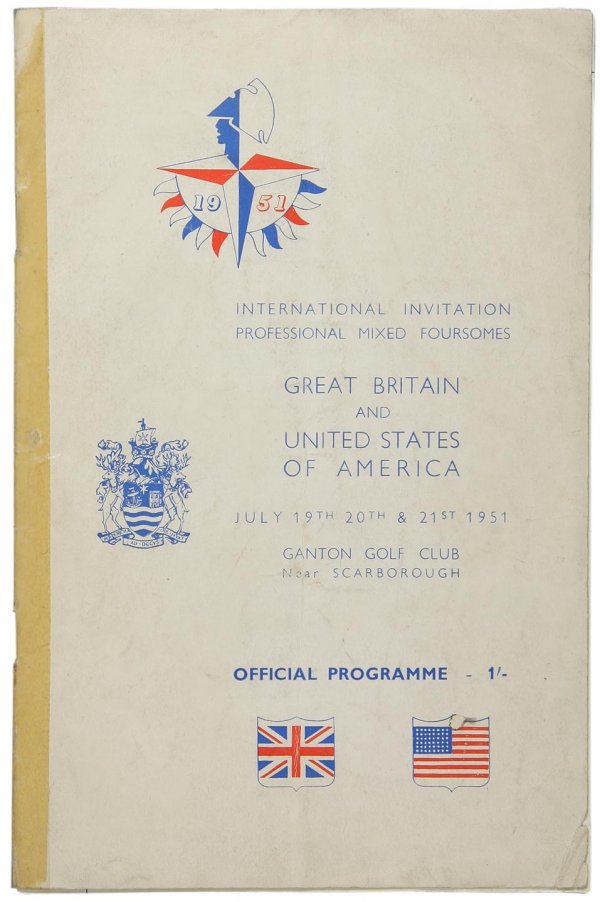 19 51
INTERNATIONAL INVITATION
PROFESSIONAL MIXED FOURSOMES
GREAT BRITAIN
AND
UNITED STATES
OF AMERICA
JULY 19TH 20TH & 21ST 1951
GANTON GOLF CLUB
Near SCARBOROUGH
OFFICIAL PROGRAMME - 1/-